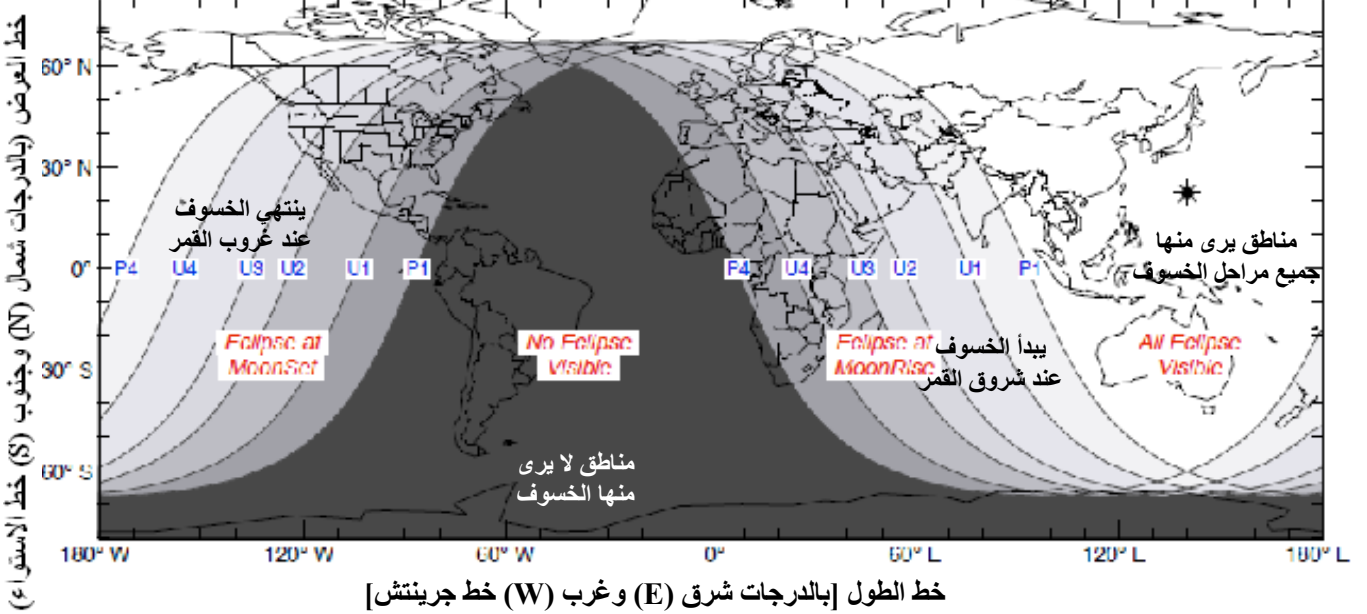 خط العرض (بالدرجات شمال (N) وجنوب (S) خط الاستواء)
60° N
30° N
0°
30° S
60° S
ينتهي الخسوف
عند غروب القمر
مناطق يرى منها
جميع مراحل الخسوف
P4 U4 U3 U2 U1 P1 P4 U4 U3 U2 U1 P1
Eclipse at
MoonSet
No Eclipse
Visible
Eclipse at
MoonRise
يبدأ الخسوف
عند شروق القمر
All Eclipse
Visible
مناطق لا يرى
منها الخسوف
180° W 120° W 60° W 0° 60° E 120° E 180° E
خط الطول [بالدرجات شرق (E) وغرب (W) خط جرينتش]